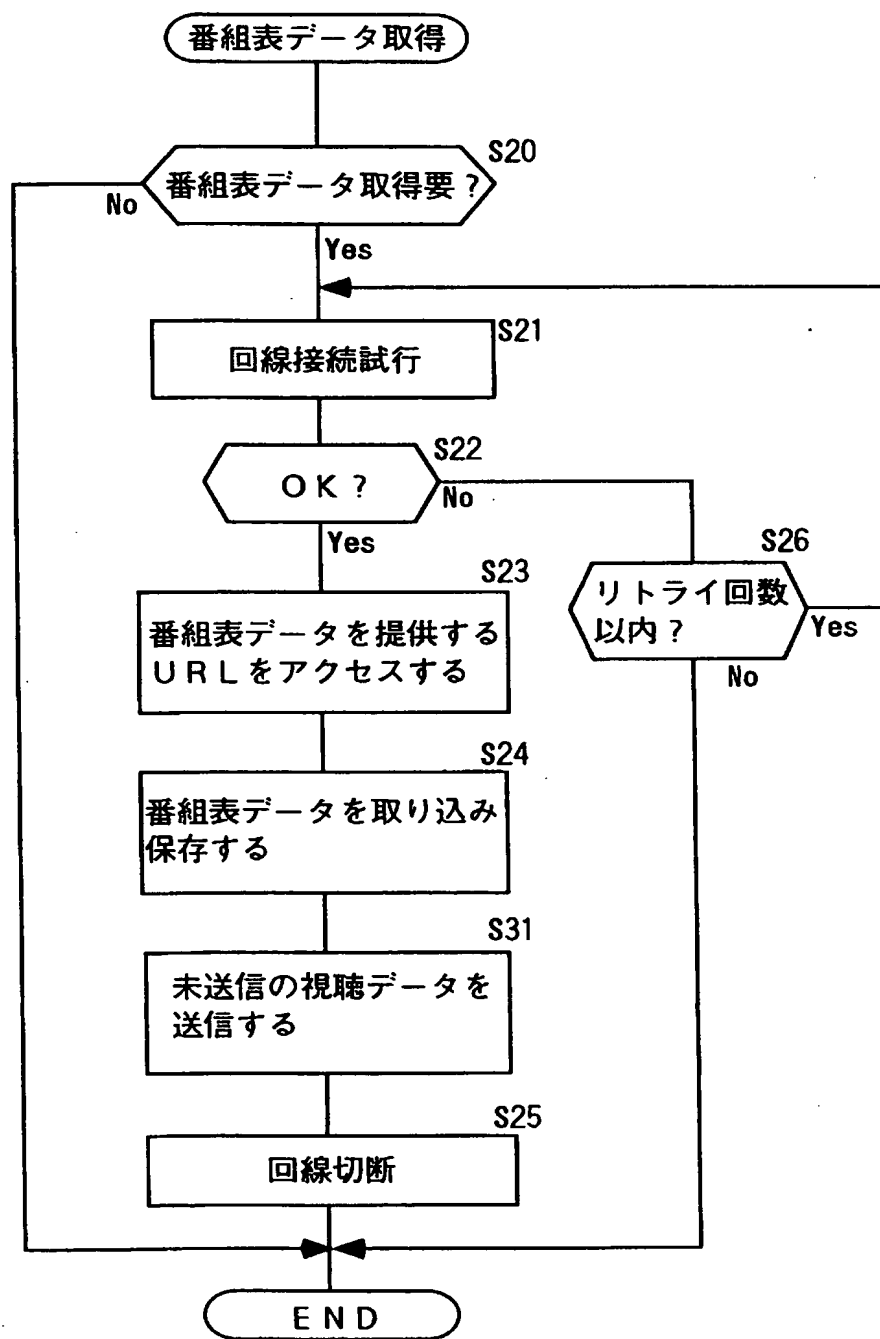 番組表データ取得
S20
番組表データ取得要?
No
Yes
S21
回線接続試行
S22
OK?
No
Yes
S26
リトライ回数
以内?
Yes
No
S23
番組表データを提供する
URLをアクセスする
S24
番組表データを取り込み
保存する
S31
未送信の視聴データを
送信する
S25
回線切断
END